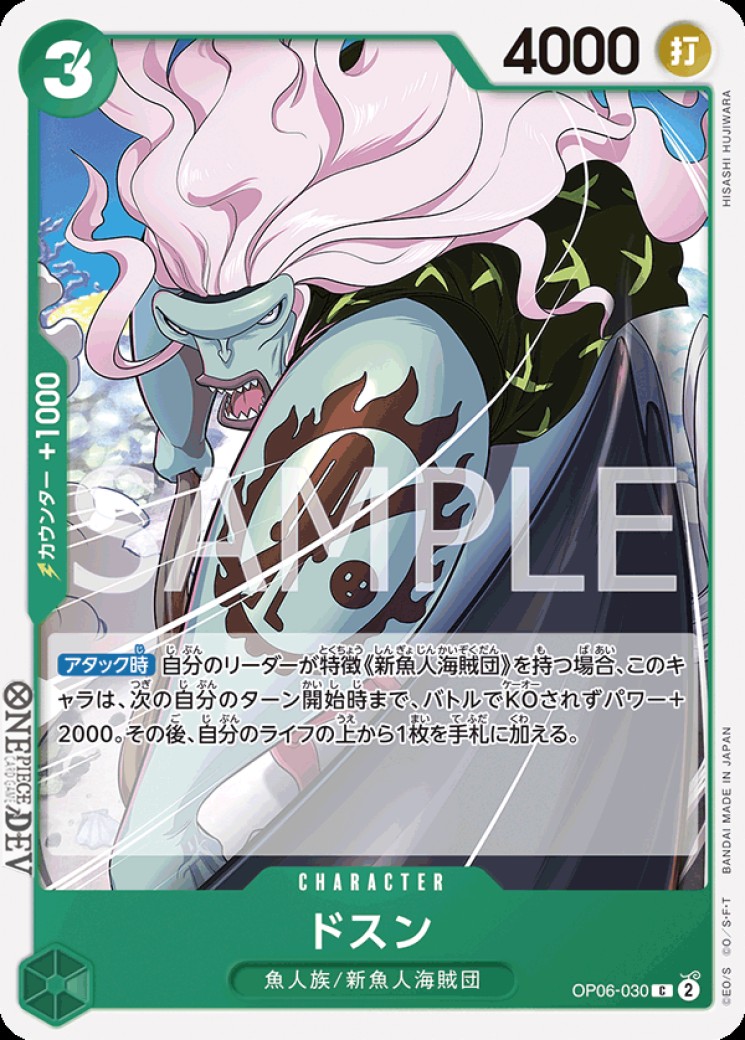 3
4000 打
HISASHI HUJIWARA
カウンター +1000
SAMPLE
アタック時 自分のリーダーが特徴《新魚人海賊団》を持つ場合、このキ
ャラは、次の自分のターン開始時まで、バトルでKOされずパワー+
2000。その後、自分のライフの上から1枚を手札に加える。
ONE PIECE
CARD GAME
/DEV
BANDAI MADE IN JAPAN
©EO/S ©O/S・F・T
CHARACTER
ドスン
魚人族/新魚人海賊団
OP06-030 C 2